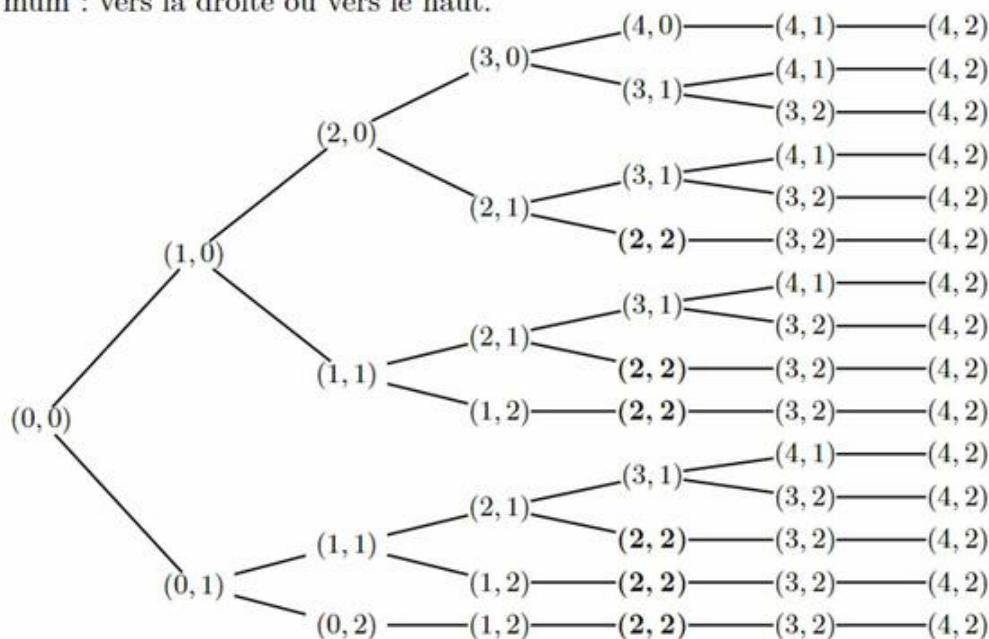 mum : vers la droite ou vers le haut.
(4, 0) (4, 1) (4, 2)
(3, 0)
(4, 1) (4, 2)
(3, 1)
(3, 2) (4, 2)
(2, 0)
(4, 1) (4, 2)
(3, 1)
(3, 2) (4, 2)
(2, 1)
(2, 2) (3, 2) (4, 2)
(1, 0)
(4, 1) (4, 2)
(3, 1)
(3, 2) (4, 2)
(2, 1)
(2, 2) (3, 2) (4, 2)
(1, 1)
(1, 2) (2, 2) (3, 2) (4, 2)
(0, 0)
(4, 1) (4, 2)
(3, 1)
(3, 2) (4, 2)
(2, 1)
(2, 2) (3, 2) (4, 2)
(1, 1)
(1, 2) (2, 2) (3, 2) (4, 2)
(0, 1)
(0, 2) (1, 2) (2, 2) (3, 2) (4, 2)